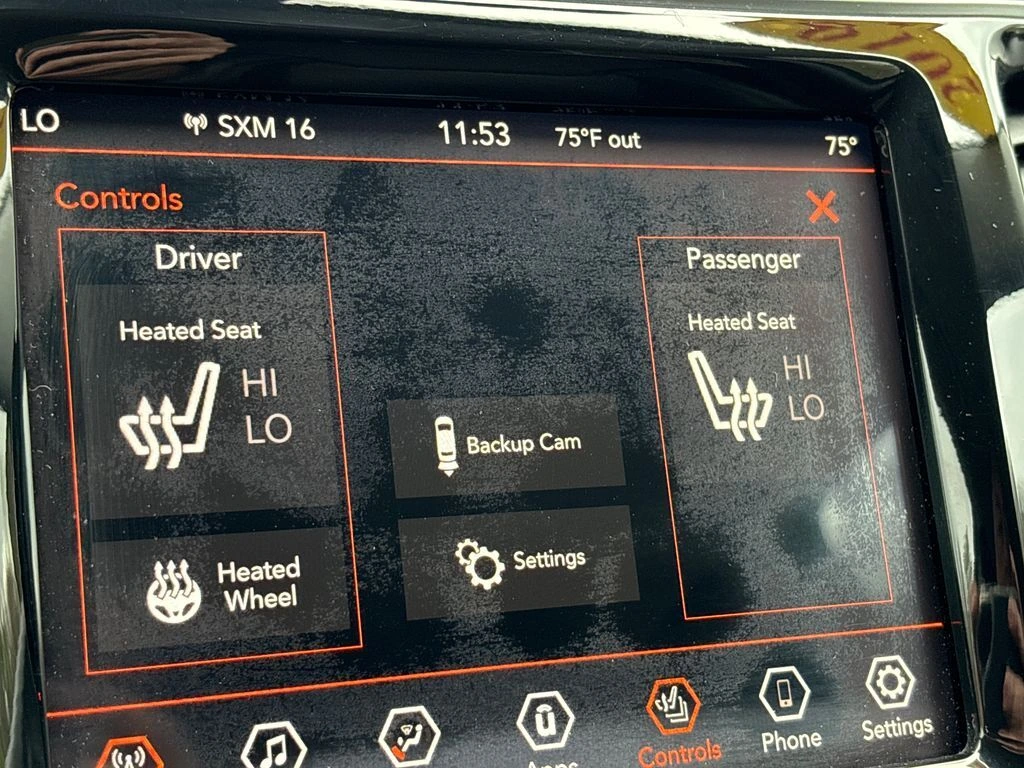 LO SXM 16 11:53 75°F out 75°
Controls
Driver
Heated Seat
HI
LO
Heated
Wheel
Backup Cam
Settings
Passenger
Heated Seat
HI
LO
Apps
Controls
Phone
Settings